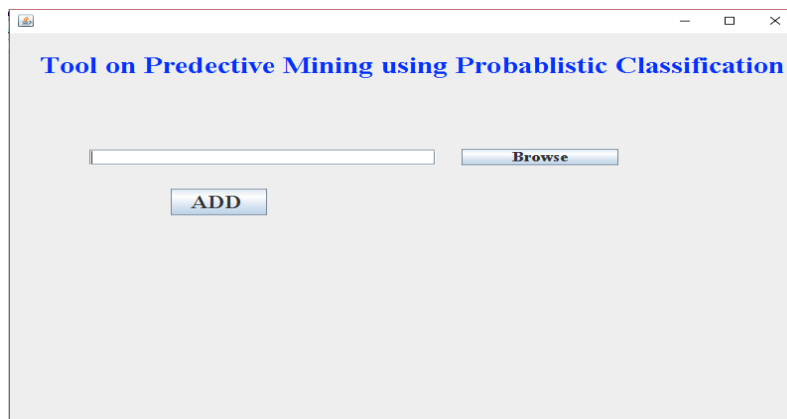 Tool on Predective Mining using Probablistic Classification
Browse
ADD